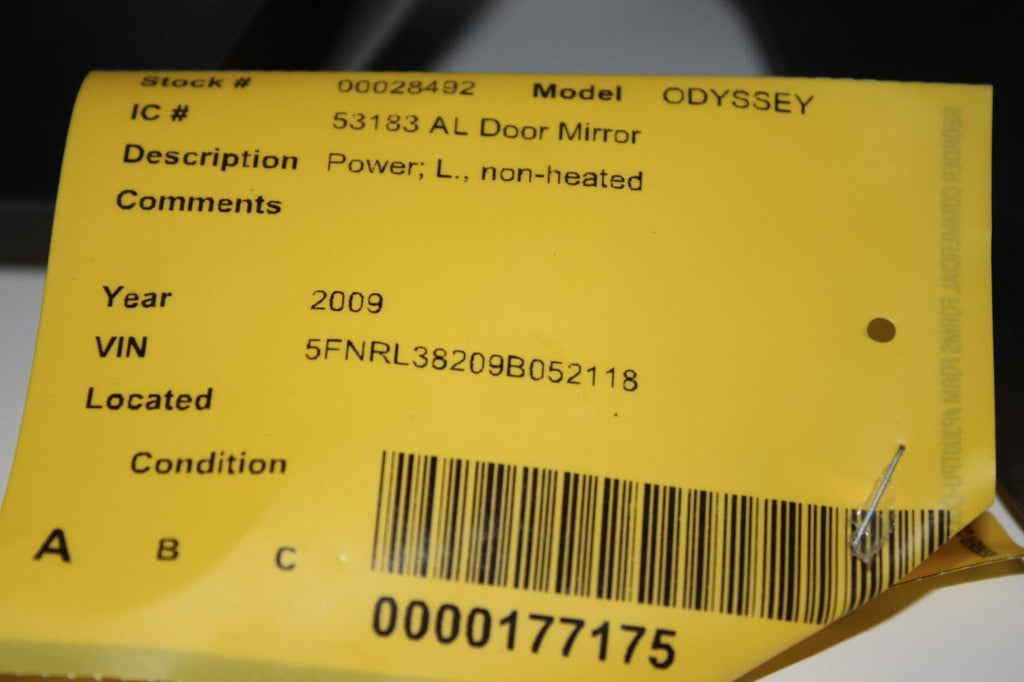 Stock # 00028492 Model ODYSSEY
IC # 53183 AL Door Mirror
Description Power; L., non-heated
Comments
Year 2009
VIN 5FNRL38209B052118
Located
Condition
A B C
0000177175